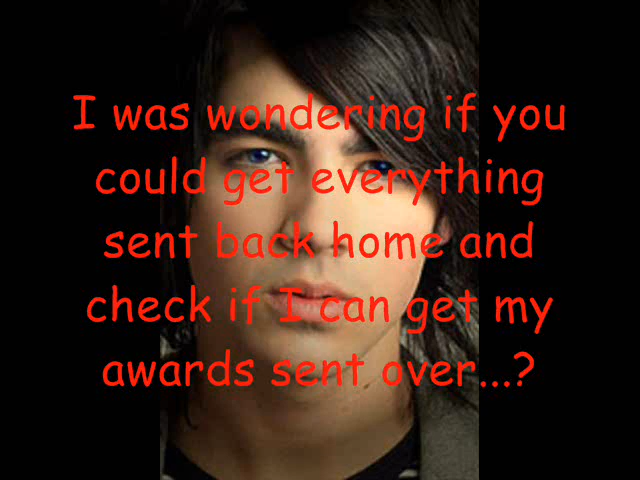 I was wondering if you
could get everything
sent back home and
check if I can get my
awards sent over...?